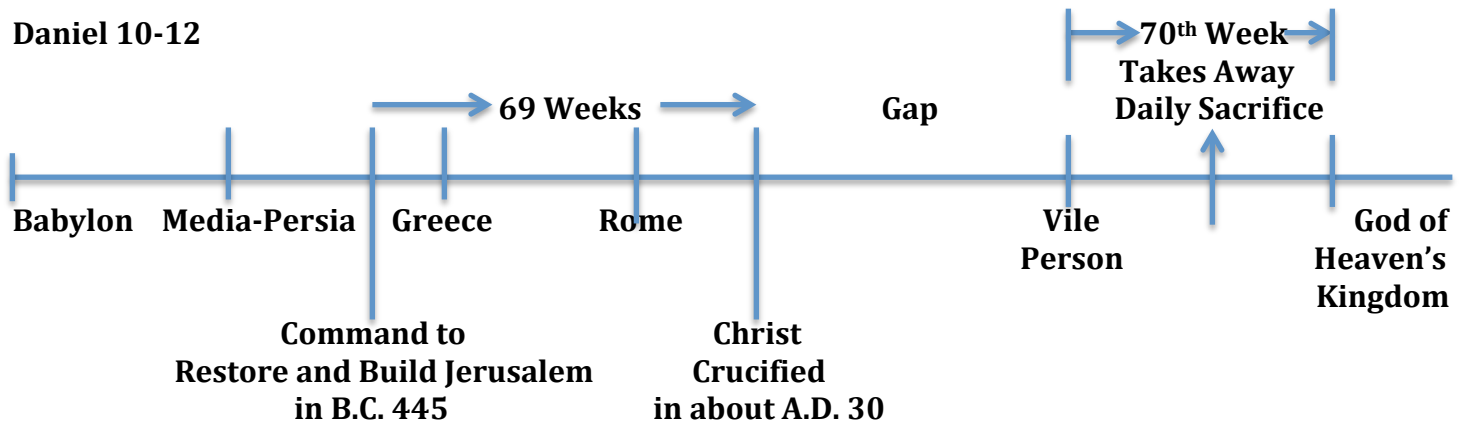 Daniel 10-12
70th Week
Takes Away
Daily Sacrifice
69 Weeks
Gap
Babylon
Media-Persia
Greece
Rome
Vile
Person
God of
Heaven’s
Kingdom
Command to
Restore and Build Jerusalem
in B.C. 445
Christ
Crucified
in about A.D. 30